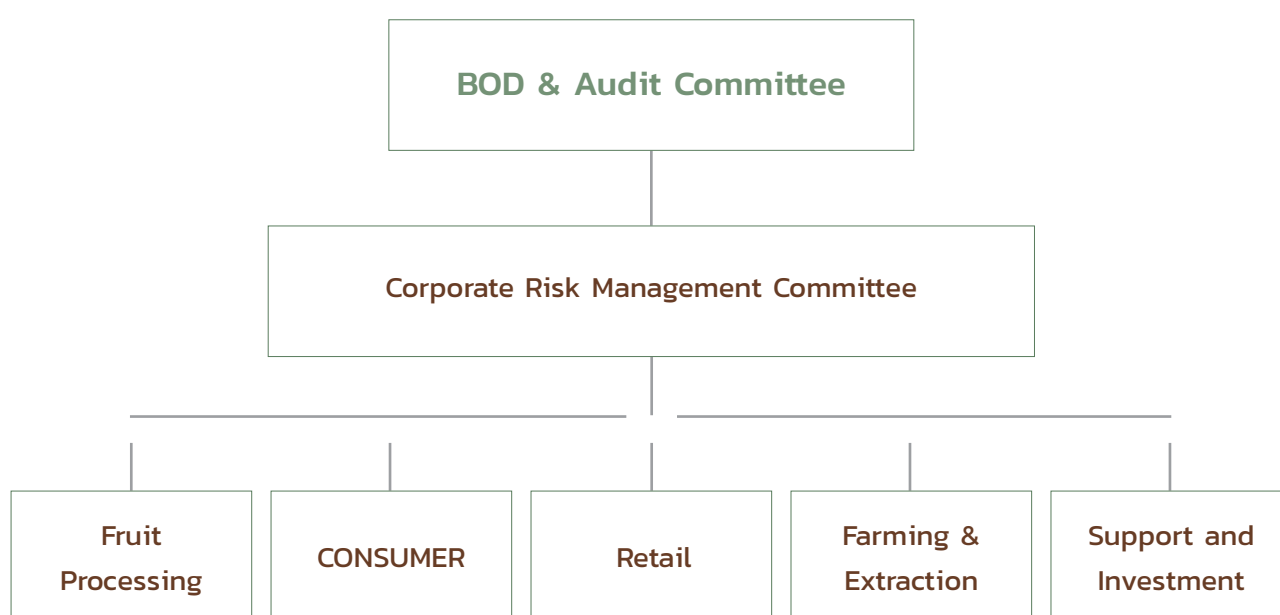 BOD & Audit Committee
Corporate Risk Management Committee
Fruit
Processing
CONSUMER
Retail
Farming &
Extraction
Support and
Investment